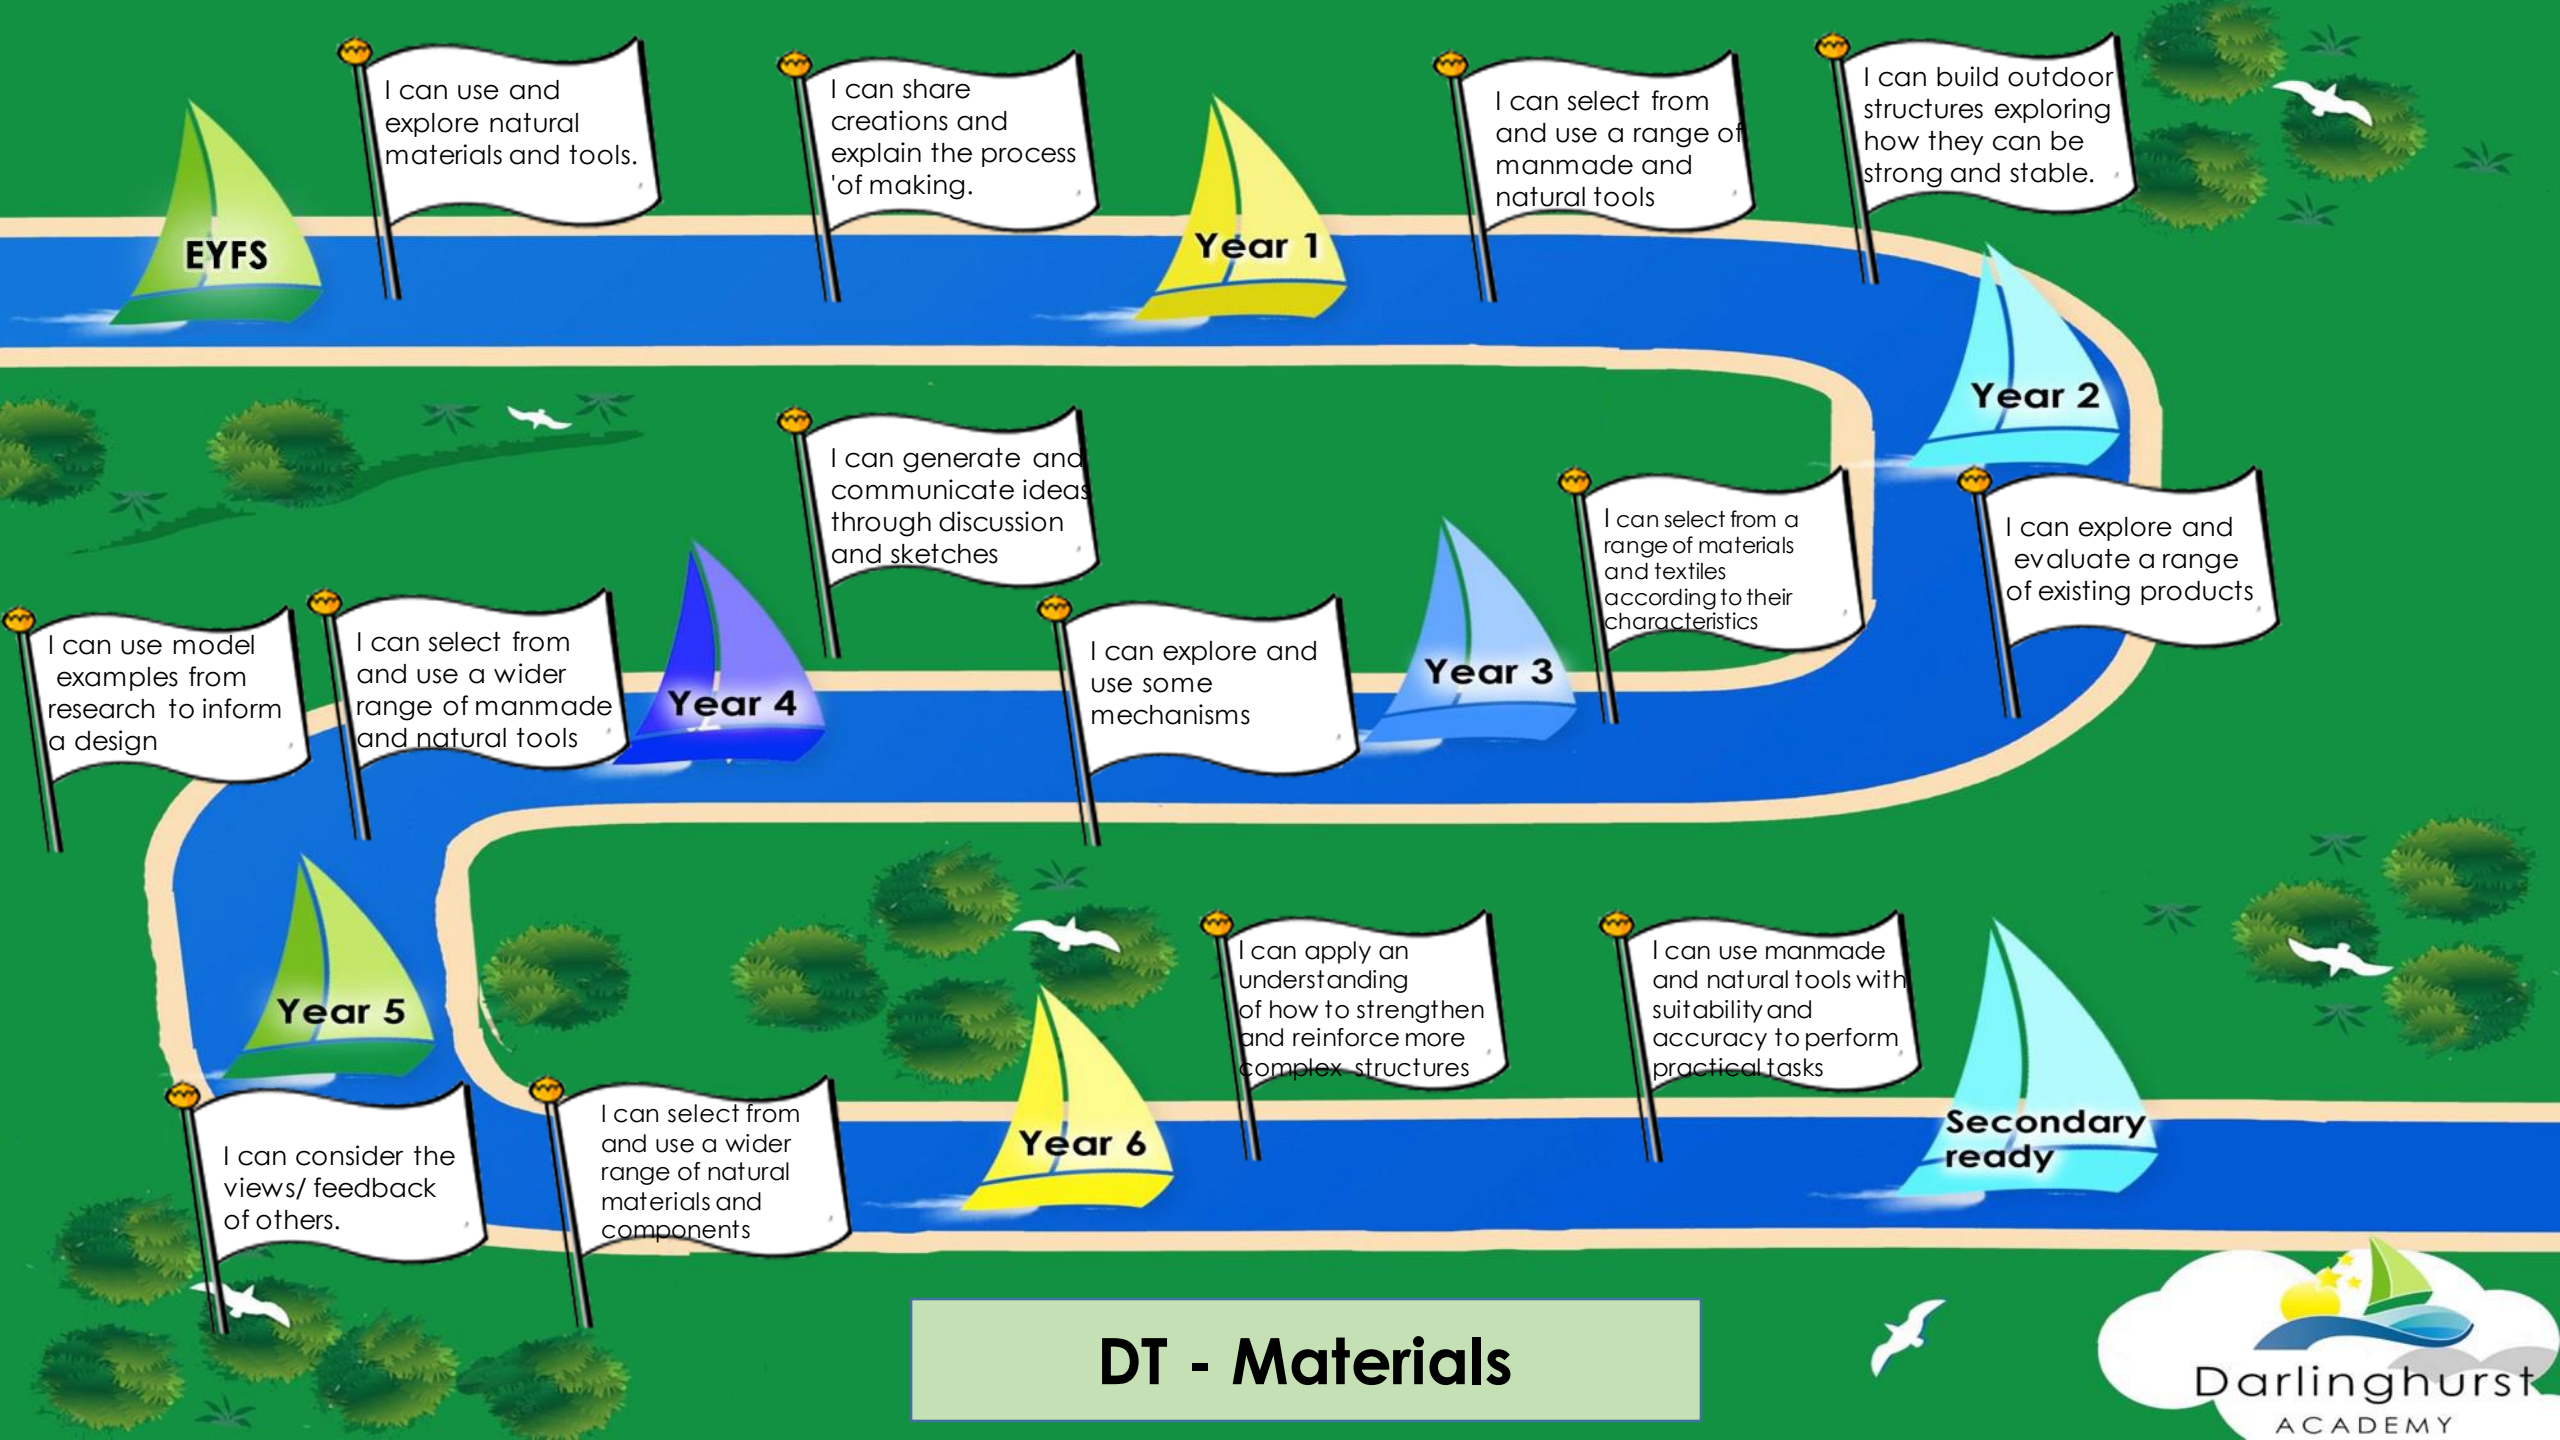 EYFS
I can use and
explore natural
materials and tools.
I can share
creations and
explain the process
'of making.
Year 1
I can select from
and use a range of
manmade and
natural tools
I can build outdoor
structures exploring
how they can be
strong and stable.
Year 2
I can explore and
evaluate a range
of existing products
I can select from a
range of materials
and textiles
according to their
characteristics
Year 3
I can explore and
use some
mechanisms
I can generate and
communicate ideas
through discussion
and sketches
Year 4
I can select from
and use a wider
range of manmade
and natural tools
I can use model
examples from
research to inform
a design
Year 5
I can consider the
views/ feedback
of others.
I can select from
and use a wider
range of natural
materials and
components
Year 6
I can apply an
understanding
of how to strengthen
and reinforce more
complex structures
I can use manmade
and natural tools with
suitability and
accuracy to perform
practical tasks
Secondary
ready
DT - Materials
Darlinghurst
ACADEMY